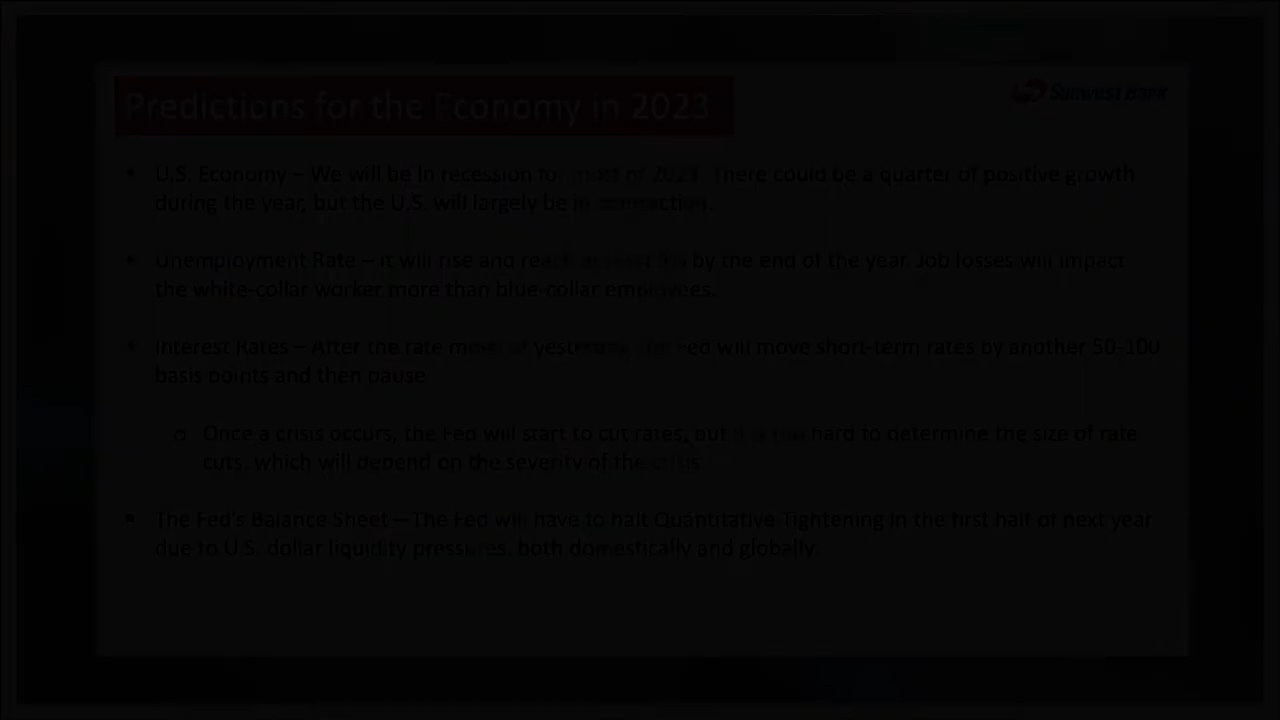 Predictions for the Economy in 2023
Sunwest Bank
U.S. Economy – We will be in recession for most of 2023. There could be a quarter of positive growth
during the year, but the U.S. will largely be in contraction.
Unemployment Rate – It will rise and reach at least 5% by the end of the year. Job losses will impact
the white-collar worker more than blue-collar employees.
Interest Rates – After the rate move of yesterday, the Fed will move short-term rates by another 50-100
basis points and then pause
Once a crisis occurs, the Fed will start to cut rates, but it is too hard to determine the size of rate
cuts, which will depend on the severity of the crisis.
The Fed's Balance Sheet – The Fed will have to halt Quantitative Tightening in the first half of next year
due to U.S. dollar liquidity pressures, both domestically and globally.